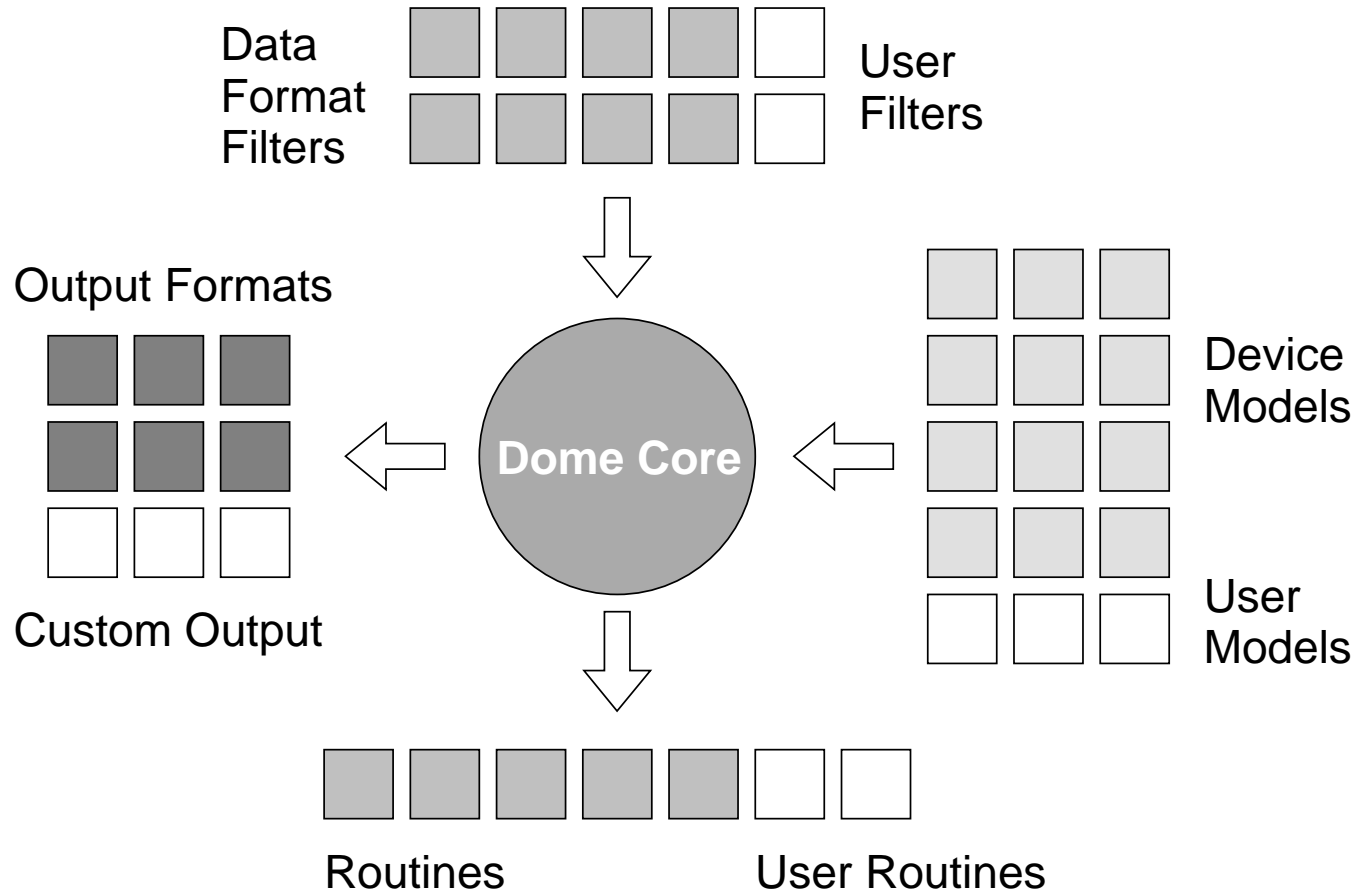 Data
Format
Filters
User
Filters
Output Formats
Device
Models
Dome Core
Custom Output
User
Models
Routines
User Routines